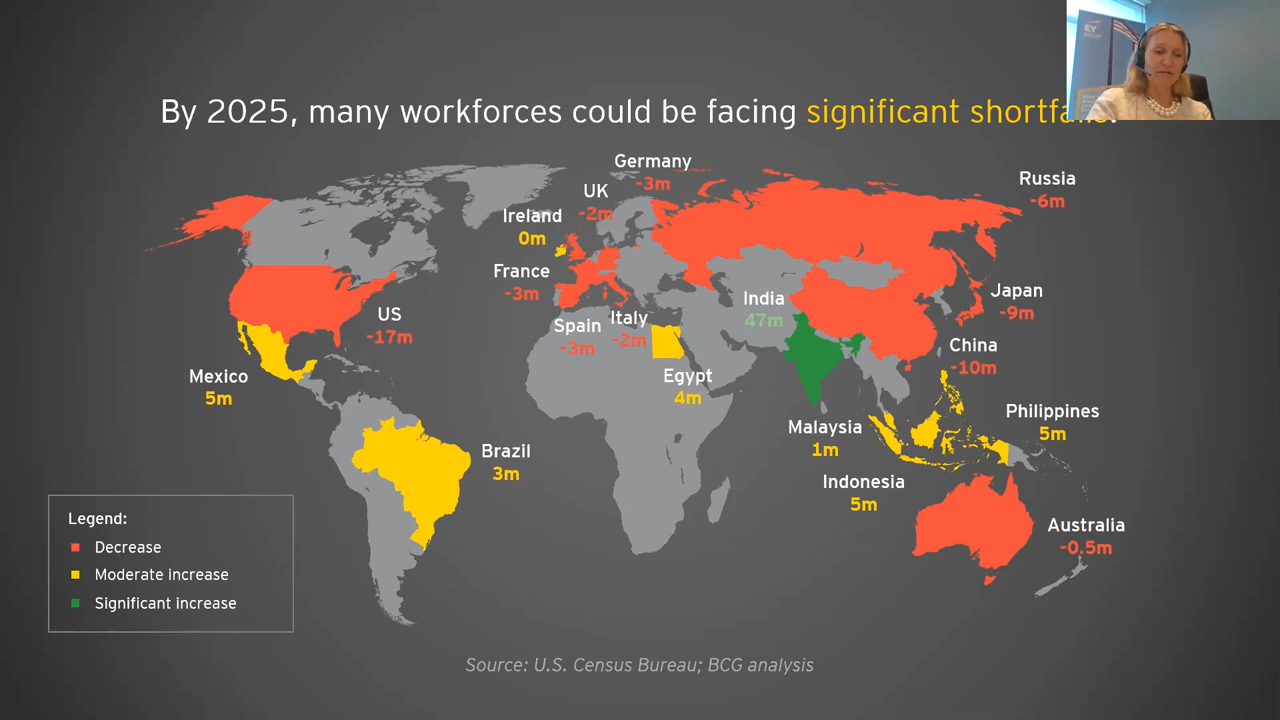 EY
By 2025, many workforces could be facing significant
Germany
-3m
Russia
-6m
UK
-2m
Ireland
0m
France
-3m
Japan
-9m
India
47m
US
-17m
Spain
-3m
Italy
-2m
China
-10m
Egypt
4m
Mexico
5m
Philippines
5m
Malaysia
1m
Brazil
3m
Indonesia
5m
Australia
-0.5m
Legend:
Decrease
Moderate increase
Significant increase
Source: U.S. Census Bureau; BCG analysis